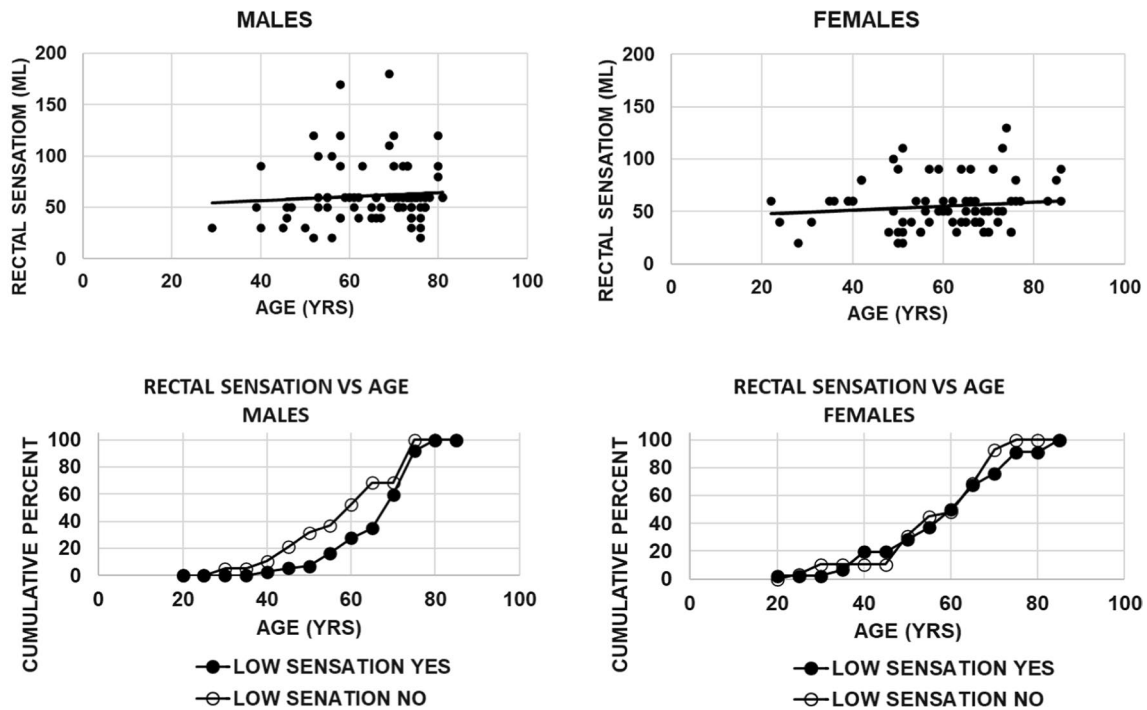 MALES
RECTAL SENSATIOM (ML)
200
150
100
50
0
0 20 40 60 80 100
AGE (YRS)
FEMALES
RECTAL SENSATIOM (ML)
200
150
100
50
0
0 20 40 60 80 100
AGE (YRS)
RECTAL SENSATION VS AGE
MALES
CUMULATIVE PERCENT
100
80
60
40
20
0
0 20 40 60 80 100
AGE (YRS)
LOW SENSATION YES
LOW SENATION NO
RECTAL SENSATION VS AGE
FEMALES
CUMULATIVE PERCENT
100
80
60
40
20
0
0 20 40 60 80 100
AGE (YRS)
LOW SENSATION YES
LOW SENSATION NO